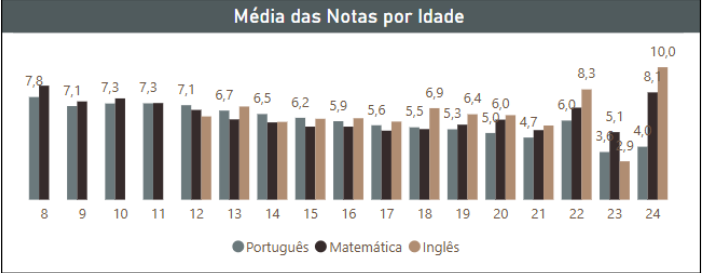 Média das Notas por Idade
7,8 7,1 7,3 7,3 7,1 6,7 6,5 6,2 5,9 5,6 5,5 6,9 5,3 6,4 5,0 6,0 4,7 6,0 8,3 3,6 5,1 2,9 4,0 8,1 10,0
8 9 10 11 12 13 14 15 16 17 18 19 20 21 22 23 24
Português Matemática Inglês